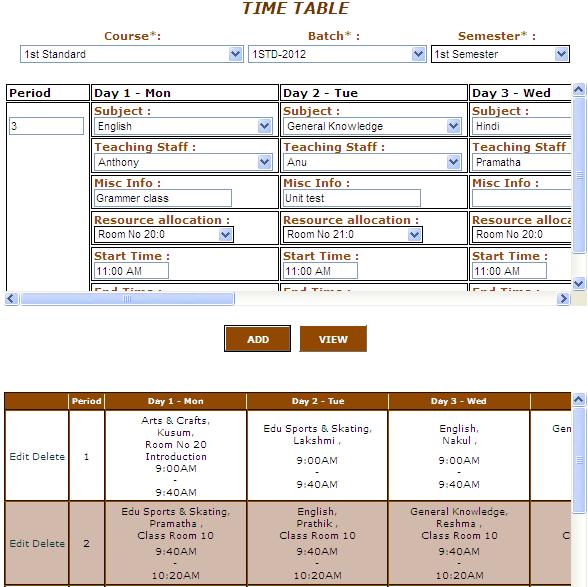 TIME TABLE
Course*: Batch* : Semester* :
1st Standard 1STD-2012 1st Semester
Period Day 1 - Mon Day 2 - Tue Day 3 - Wed
Subject : Subject : Subject :
3 English General Knowledge Hindi
Teaching Staff : Teaching Staff : Teaching Staff
Anthony Anu Pramatha
Misc Info : Misc Info : Misc Info :
Grammer class Unit test
Resource allocation : Resource allocation : Resource alloca
Room No 20:0 Room No 21:0 Room No 20:0
Start Time : Start Time : Start Time :
11:00 AM 11:00 AM 11:00 AM
End Time : End Time : End Time :
ADD VIEW
Period Day 1 - Mon Day 2 - Tue Day 3 - Wed
Arts & Crafts,
Kusum,
Room No 20
Introduction
9:00AM
-
9:40AM
Edu Sports & Skating,
Lakshmi ,
9:00AM
-
9:40AM
English,
Nakul ,
9:00AM
-
9:40AM
Gen
Edit Delete 1
Edu Sports & Skating,
Pramatha ,
Class Room 10
9:40AM
-
10:20AM
English,
Prathik ,
Class Room 10
9:40AM
-
10:20AM
General Knowledge,
Reshma ,
Class Room 10
9:40AM
-
10:20AM
C
Edit Delete 2